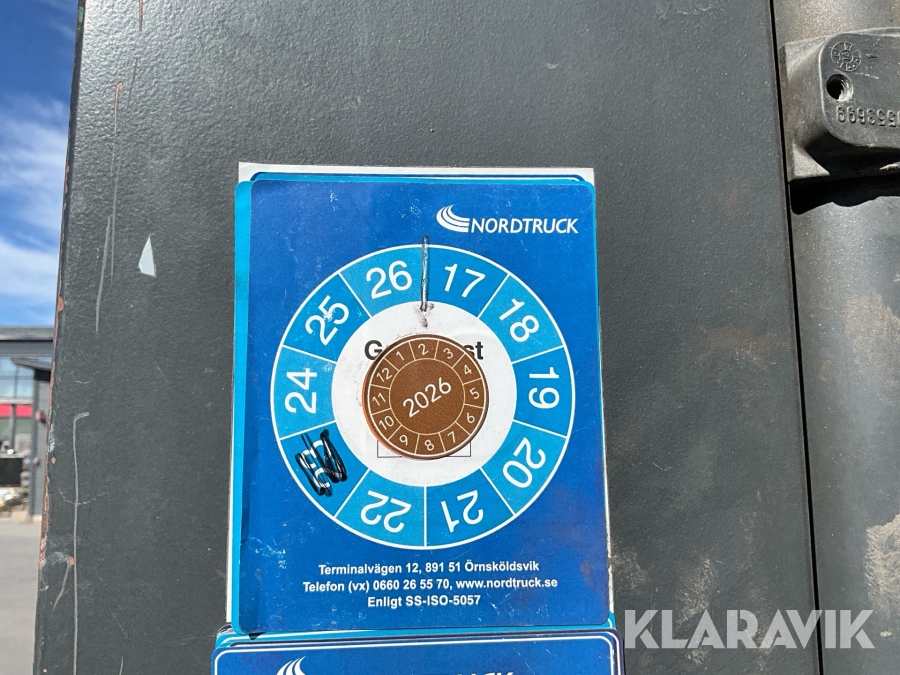 NORDTRUCK
26 17
25 18
24 19
20
22 21
1 2 3
12 4
11 2026 5
10 6
9 8 7
Terminalvägen 12, 891 51 Örnsköldsvik
Telefon (vx) 0660 26 55 70, www.nordtruck.se
Enligt SS-ISO-5057
KLARAVIK